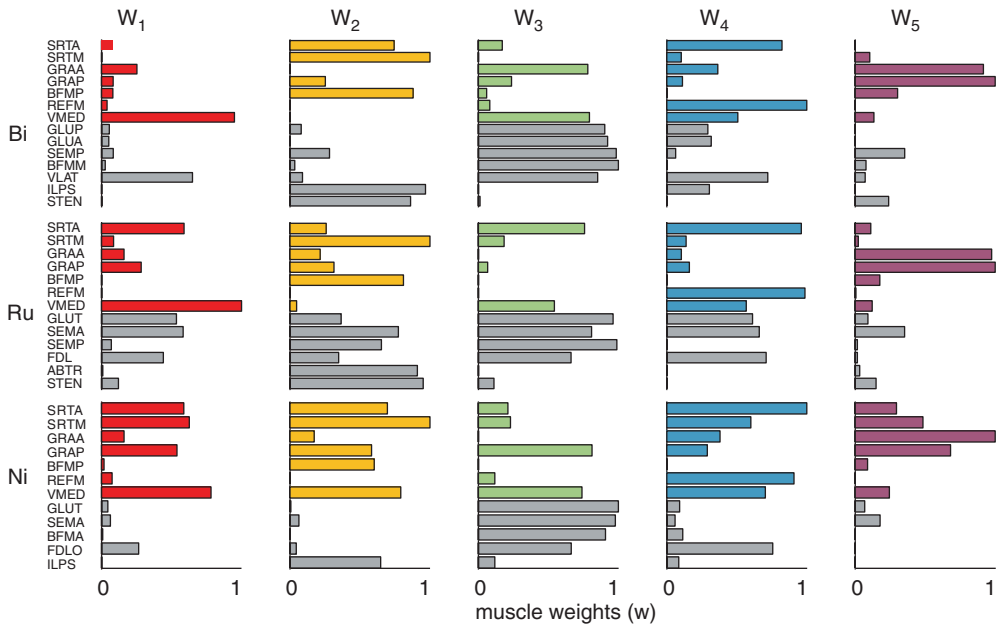 W1 W2 W3 W4 W5
Bi
SRTA
SRTM
GRAA
GRAP
BFMP
REFM
VMED
GLUP
GLUA
SEMP
BFMM
VLAT
ILPS
STEN
Ru
SRTA
SRTM
GRAA
GRAP
BFMP
REFM
VMED
GLUT
SEMA
SEMP
FDL
ABTR
STEN
Ni
SRTA
SRTM
GRAA
GRAP
BFMP
REFM
VMED
GLUT
SEMA
BFMA
FDLO
ILPS
0 1 0 1 0 1 0 1 0 1
muscle weights (w)